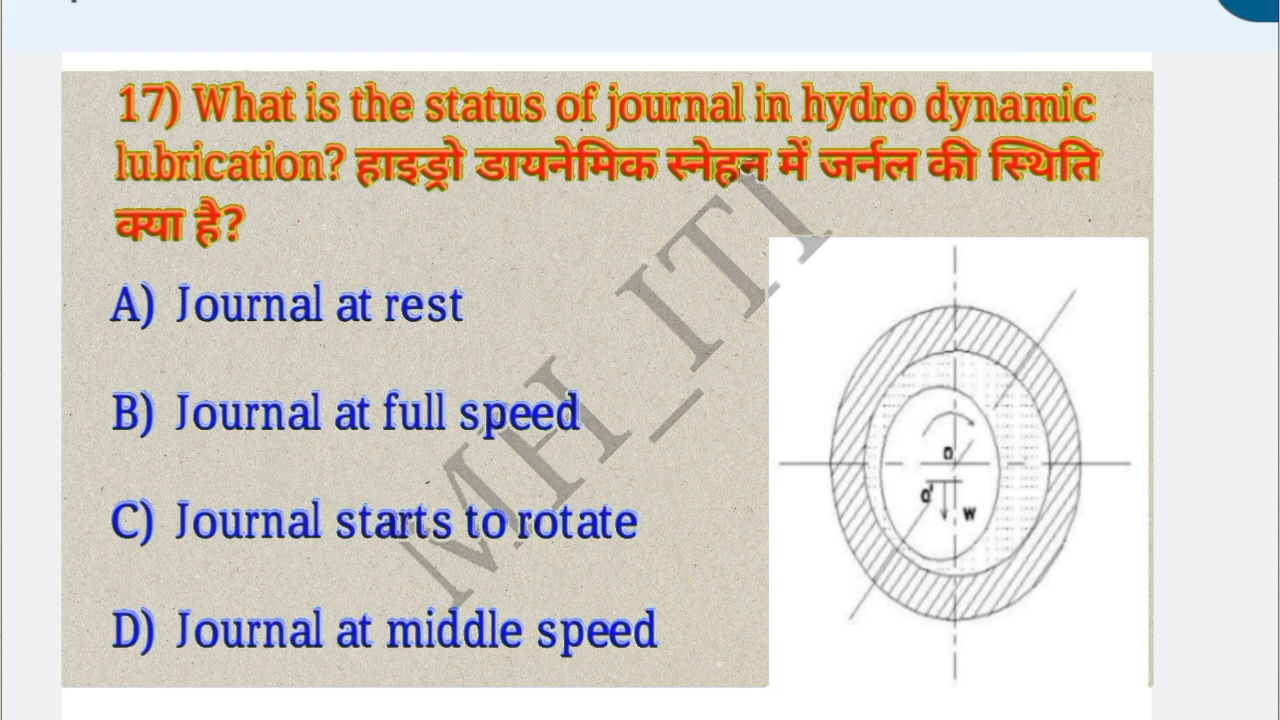 17) What is the status of journal in hydro dynamic
lubrication? हाइड्रो डायनेमिक स्नेहन में जर्नल की स्थिति
क्या है?
A) Journal at rest
B) Journal at full speed
C) Journal starts to rotate
D) Journal at middle speed
MH_ITI
O
O'
W